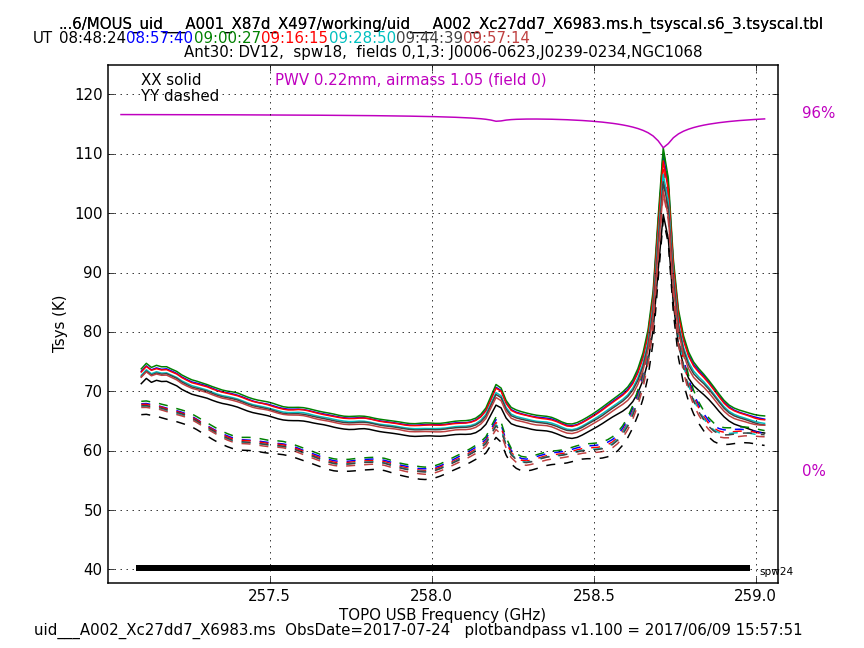 ...6/MOUS_uid___A001_X87d_X497/working/uid___A002_Xc27dd7_X6983.ms.h_tsyscal.s6_3.tsyscal.tbl
UT 08:48:24 08:57:40 09:00:27 09:16:15 09:28:50 09:44:39 09:57:14
Ant30: DV12, spw18, fields 0,1,3: J0006-0623,J0239-0234,NGC1068
XX solid
YY dashed
PWV 0.22mm, airmass 1.05 (field 0)
96%
0%
Tsys (K)
120
110
100
90
80
70
60
50
40
spw24
257.5 258.0 258.5 259.0
TOPO USB Frequency (GHz)
uid___A002_Xc27dd7_X6983.ms ObsDate=2017-07-24 plotbandpass v1.100 = 2017/06/09 15:57:51